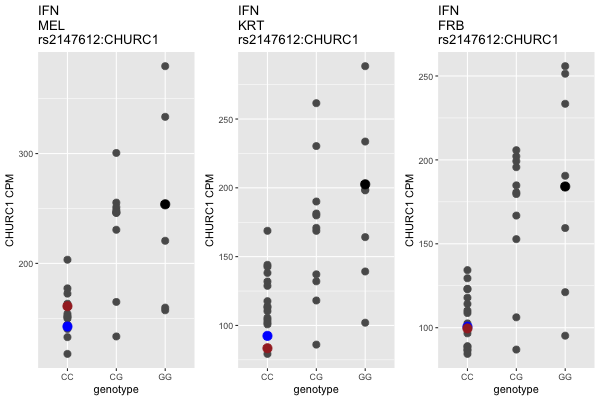 IFN
MEL
rs2147612:CHURC1
CHURC1 CPM
300
200
CC
CG
GG
genotype
IFN
KRT
rs2147612:CHURC1
CHURC1 CPM
250
200
150
100
CC
CG
GG
genotype
IFN
FRB
rs2147612:CHURC1
CHURC1 CPM
250
200
150
100
CC
CG
GG
genotype